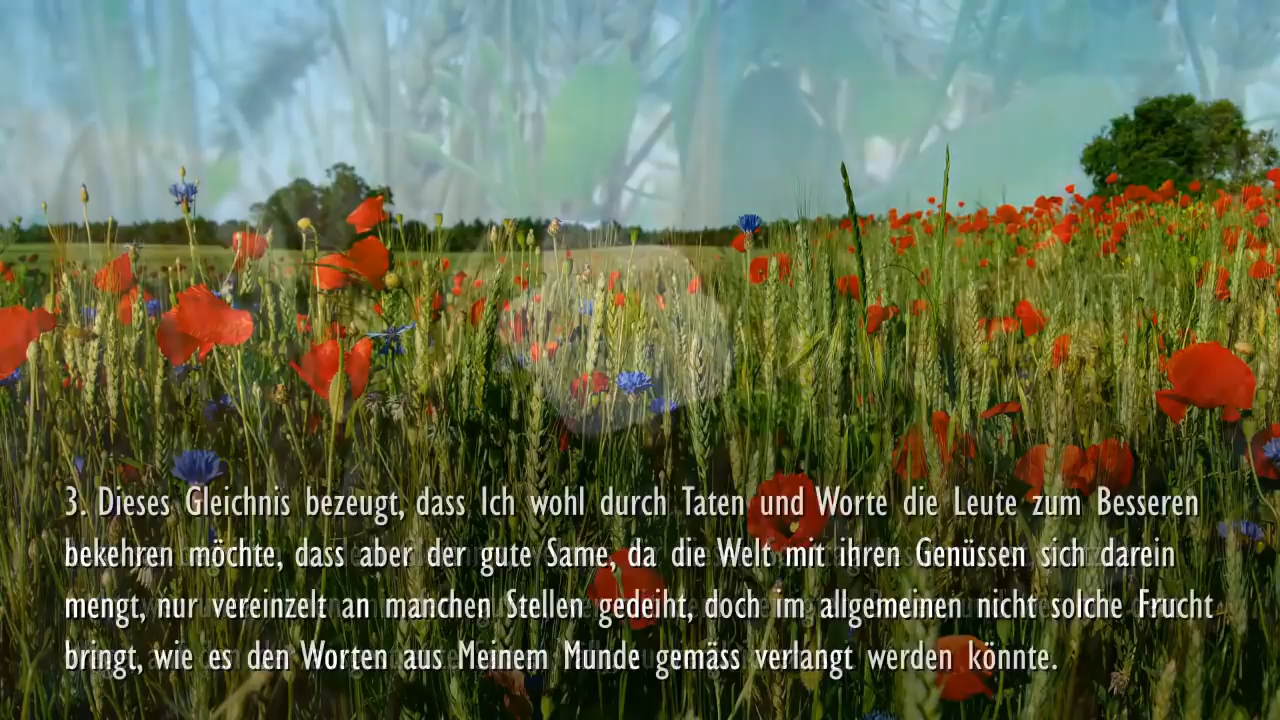 3. Dieses Gleichnis bezeugt, dass Ich wohl durch Taten und Worte die Leute zum Besseren
bekehren möchte, dass aber der gute Same, da die Welt mit ihren Genüssen sich darein
mengt, nur vereinzelt an manchen Stellen gedeiht, doch im allgemeinen nicht solche Frucht
bringt, wie es den Worten aus Meinem Munde gemäss verlangt werden könnte.